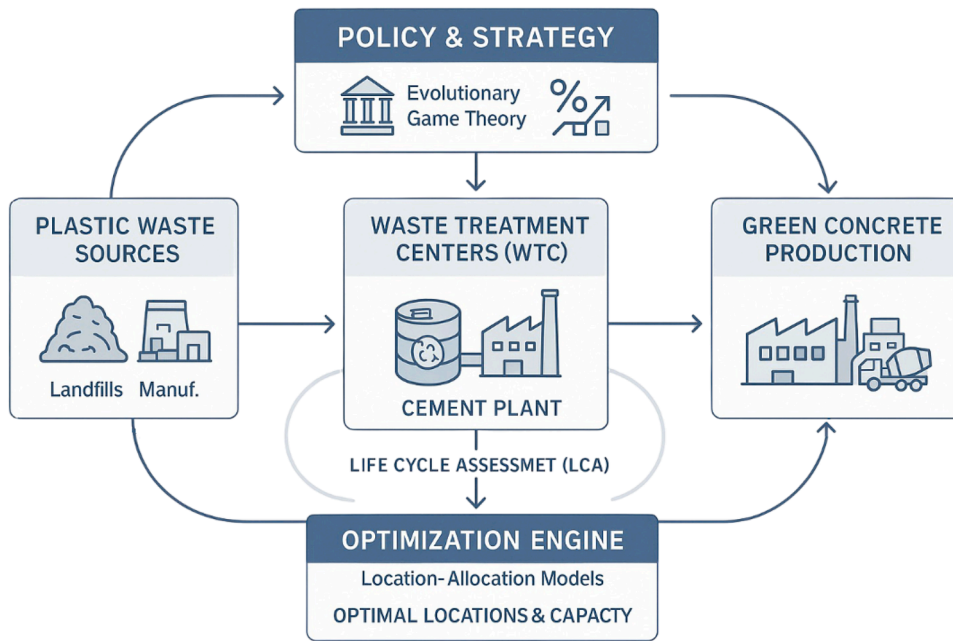 POLICY & STRATEGY
Evolutionary
Game Theory
PLASTIC WASTE
SOURCES
Landfills Manuf.
WASTE TREATMENT
CENTERS (WTC)
CEMENT PLANT
GREEN CONCRETE
PRODUCTION
LIFE CYCLE ASSESSMET (LCA)
OPTIMIZATION ENGINE
Location-Allocation Models
OPTIMAL LOCATIONS & CAPACTY